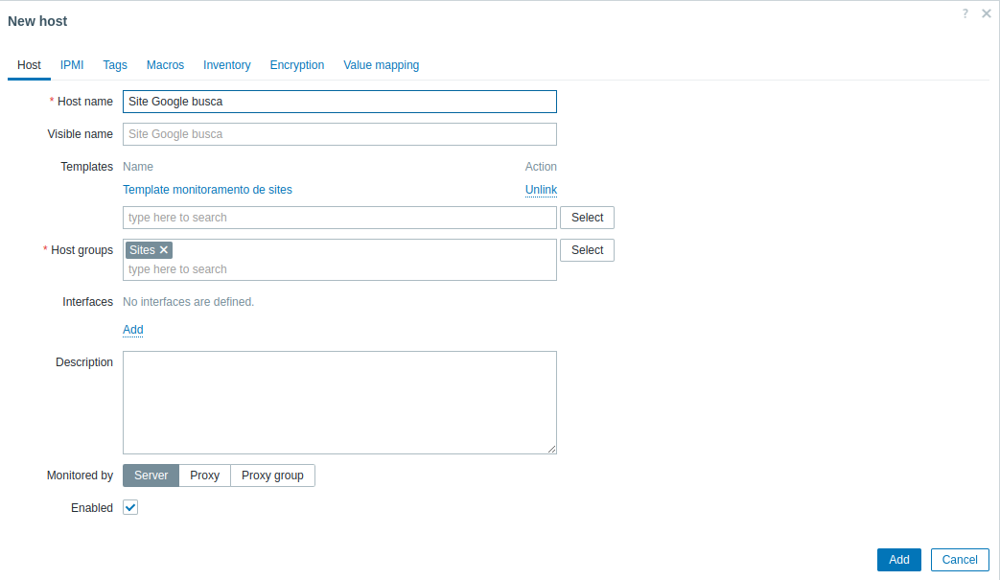 New host
?
Host IPMI Tags Macros Inventory Encryption Value mapping
* Host name Site Google busca
Visible name Site Google busca
Templates Name Action
Template monitoramento de sites Unlink
type here to search Select
* Host groups Sites Select
type here to search
Interfaces No interfaces are defined.
Add
Description
Monitored by Server Proxy Proxy group
Enabled
Add Cancel